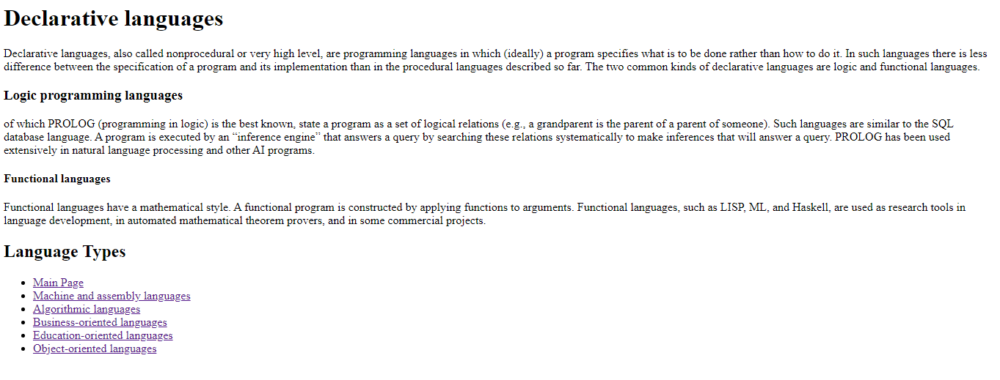 Declarative languages
Declarative languages, also called nonprocedural or very high level, are programming languages in which (ideally) a program specifies what is to be done rather than how to do it. In such languages there is less
difference between the specification of a program and its implementation than in the procedural languages described so far. The two common kinds of declarative languages are logic and functional languages.
Logic programming languages
of which PROLOG (programming in logic) is the best known, state a program as a set of logical relations (e.g., a grandparent is the parent of a parent of someone). Such languages are similar to the SQL
database language. A program is executed by an “inference engine” that answers a query by searching these relations systematically to make inferences that will answer a query. PROLOG has been used
extensively in natural language processing and other AI programs.
Functional languages
Functional languages have a mathematical style. A functional program is constructed by applying functions to arguments. Functional languages, such as LISP, ML, and Haskell, are used as research tools in
language development, in automated mathematical theorem provers, and in some commercial projects.
Language Types
• Main Page
• Machine and assembly languages
• Algorithmic languages
• Business-oriented languages
• Education-oriented languages
• Object-oriented languages